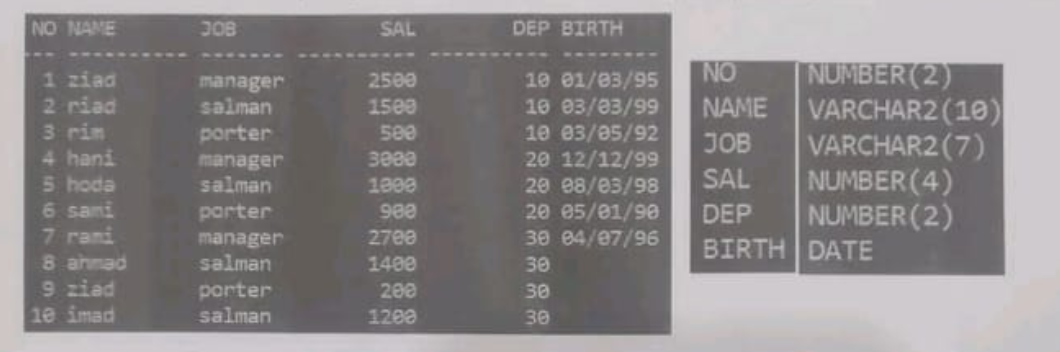 NO NAME JOB SAL DEP BIRTH
1 ziad manager 2500 10 01/03/95
2 riad salman 1500 10 03/03/99
3 rim porter 500 10 03/05/92
4 hani manager 3000 20 12/12/99
5 hoda salman 1000 20 08/03/98
6 sami porter 900 20 05/01/90
7 rami manager 2700 30 04/07/96
8 ahmad salman 1400 30
9 ziad porter 200 30
10 imad salman 1200 30
NO NUMBER(2)
NAME VARCHAR2(10)
JOB VARCHAR2(7)
SAL NUMBER(4)
DEP NUMBER(2)
BIRTH DATE